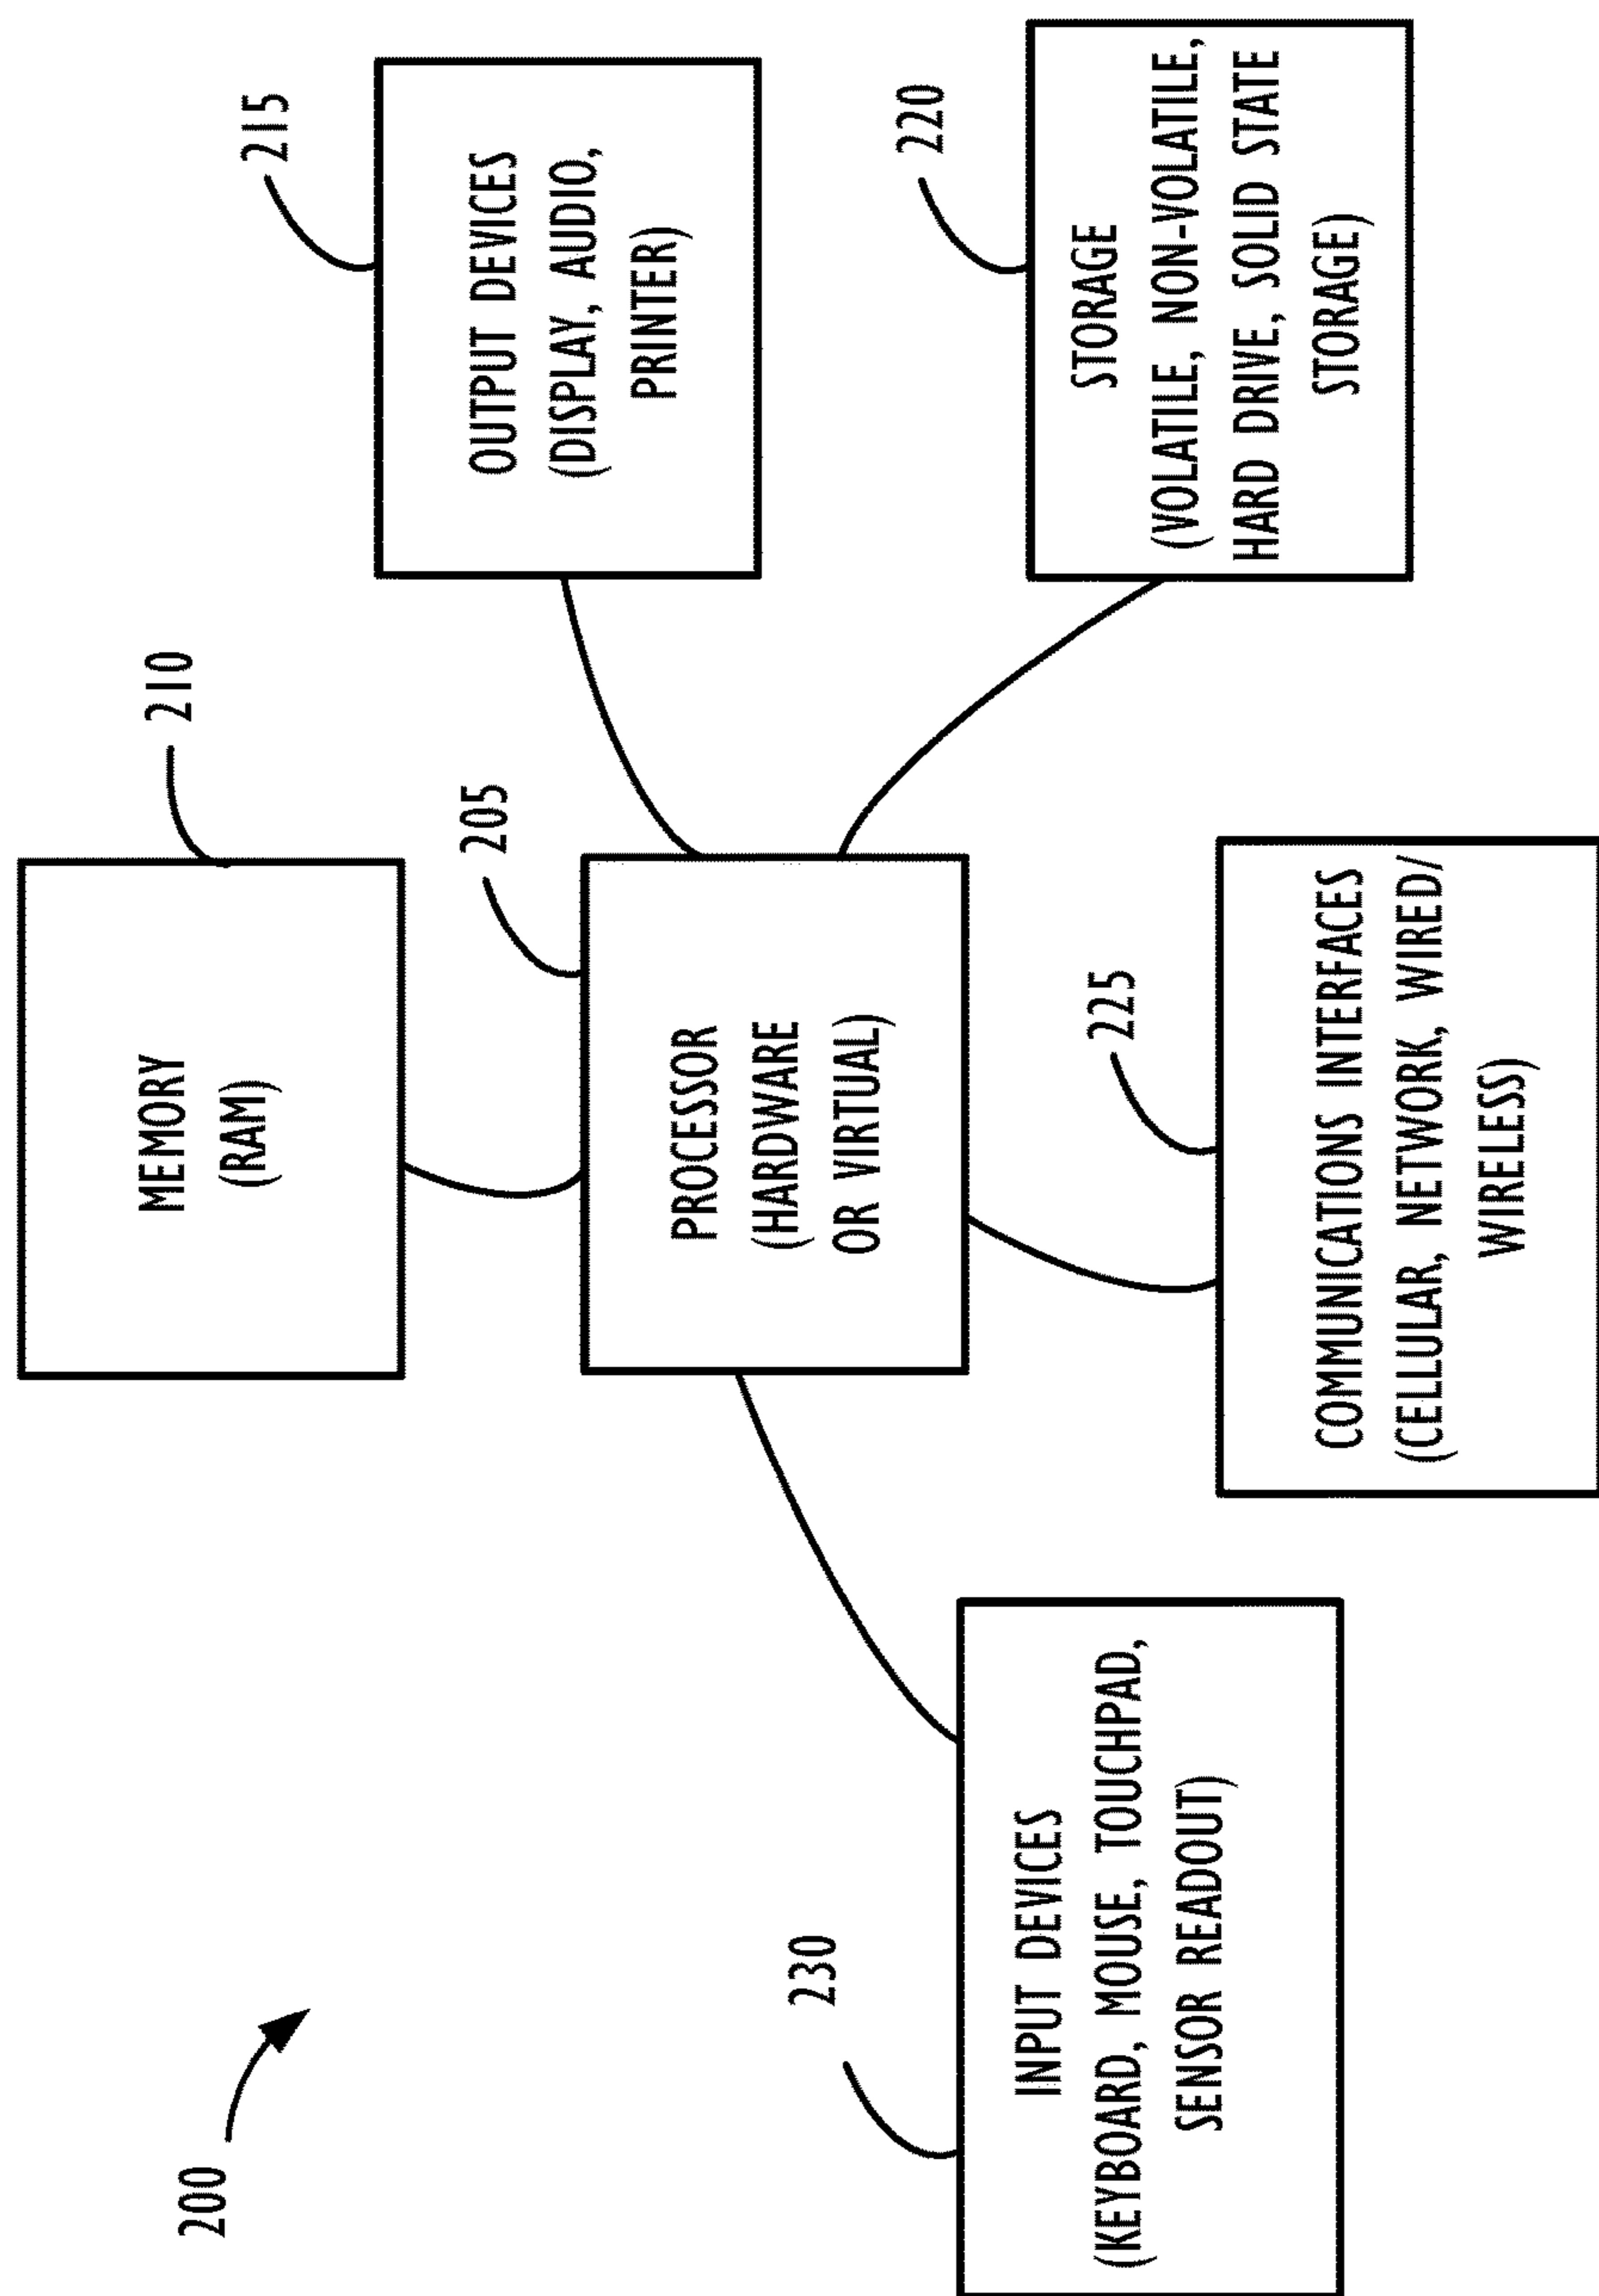 200
MEMORY
(RAM)
210
205
PROCESSOR
(HARDWARE
OR VIRTUAL)
215
OUTPUT DEVICES
(DISPLAY, AUDIO,
PRINTER)
230
INPUT DEVICES
(KEYBOARD, MOUSE, TOUCHPAD,
SENSOR READOUT)
225
COMMUNICATIONS INTERFACES
(CELLULAR, NETWORK, WIRED/
WIRELESS)
220
STORAGE
(VOLATILE, NON-VOLATILE,
HARD DRIVE, SOLID STATE
STORAGE)